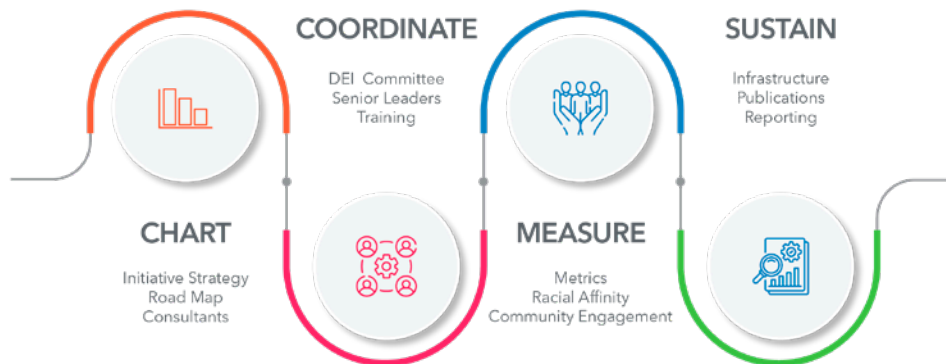 CHART
Initiative Strategy
Road Map
Consultants
COORDINATE
DEI Committee
Senior Leaders
Training
MEASURE
Metrics
Racial Affinity
Community Engagement
SUSTAIN
Infrastructure
Publications
Reporting